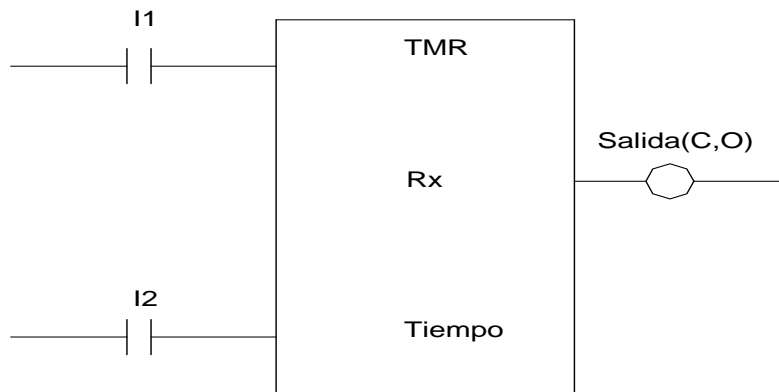 I1
TMR
Salida(C,O)
Rx
I2
Tiempo